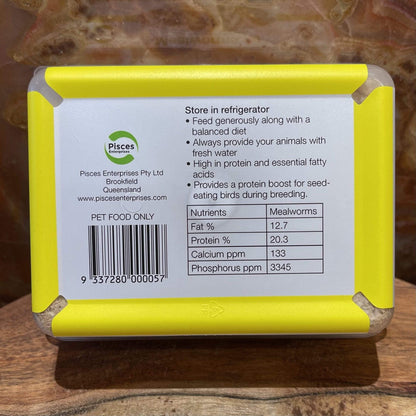 Pisces
Enterprises
Pisces Enterprises Pty Ltd
Brookfield
Queensland
www.piscesenterprises.com
PET FOOD ONLY
9 337280 000057
Store in refrigerator
• Feed generously along with a
balanced diet
• Always provide your animals with
fresh water
• High in protein and essential fatty
acids
• Provides a protein boost for seed-
eating birds during breeding.
Nutrients Mealworms
Fat % 12.7
Protein % 20.3
Calcium ppm 133
Phosphorus ppm 3345